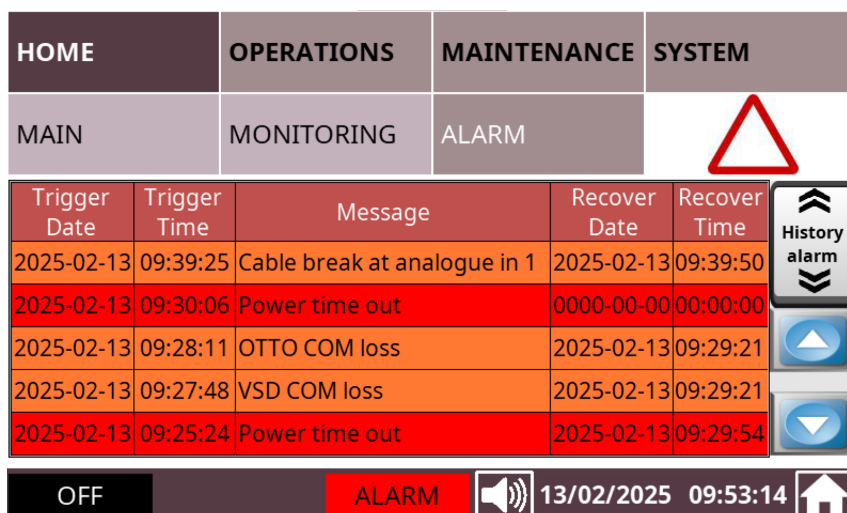 HOME OPERATIONS MAINTENANCE SYSTEM
MAIN MONITORING ALARM
Trigger Date Trigger Time Message Recover Date Recover Time
2025-02-13 09:39:25 Cable break at analogue in 1 2025-02-13 09:39:50
2025-02-13 09:30:06 Power time out 0000-00-00 00:00:00
2025-02-13 09:28:11 OTTO COM loss 2025-02-13 09:29:21
2025-02-13 09:27:48 VSD COM loss 2025-02-13 09:29:21
2025-02-13 09:25:24 Power time out 2025-02-13 09:29:54
History
alarm
OFF ALARM 13/02/2025 09:53:14